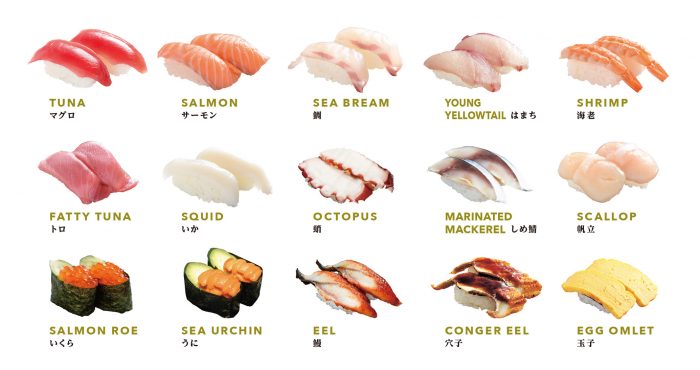 TUNA
マグロ
SALMON
サーモン
SEA BREAM
鯛
YOUNG
YELLOWTAIL はまち
SHRIMP
海老
FATTY TUNA
トロ
SQUID
いか
OCTOPUS
蛸
MARINATED
MACKEREL しめ鯖
SCALLOP
帆立
SALMON ROE
いくら
SEA URCHIN
うに
EEL
鰻
CONGER EEL
穴子
EGG OMLET
玉子